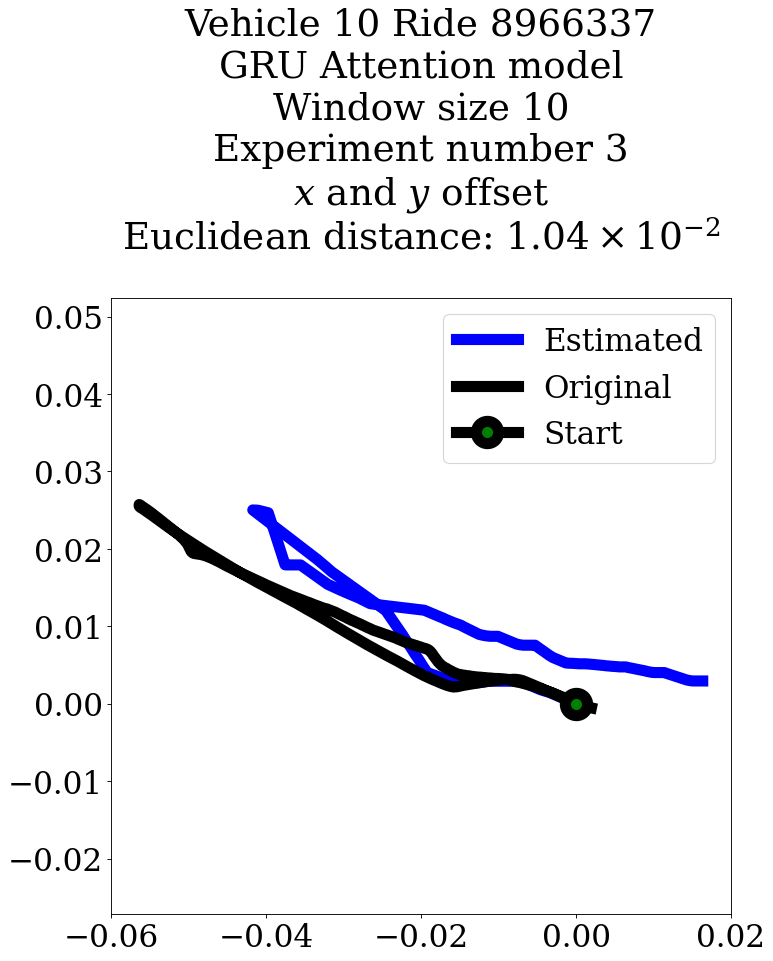 Vehicle 10 Ride 8966337
GRU Attention model
Window size 10
Experiment number 3
x and y offset
Euclidean distance: 1.04 × 10⁻²
Estimated
Original
Start
0.05
0.04
0.03
0.02
0.01
0.00
−0.01
−0.02
−0.06 −0.04 −0.02 0.00 0.02